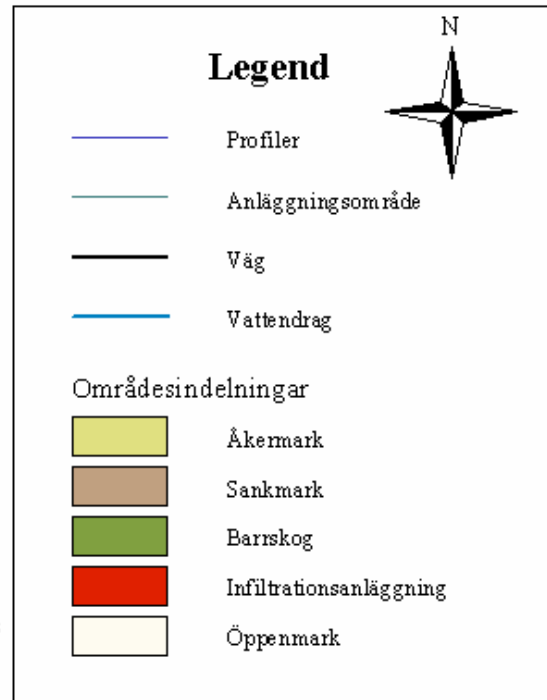 N
Legend
Profiler
Anläggningsområde
Väg
Vattendrag
Områdesindelningar
Åkermark
Sankmark
Barrskog
Infiltrationsanläggning
Öppenmark